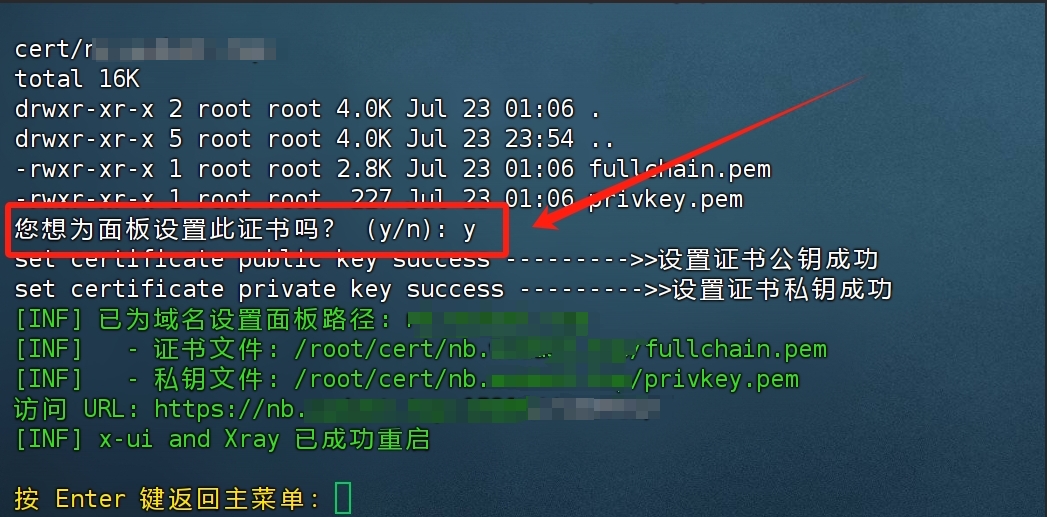 cert/
total 16K
drwxr-xr-x 2 root root 4.0K Jul 23 01:06 .
drwxr-xr-x 5 root root 4.0K Jul 23 23:54 ..
-rwxr-xr-x 1 root root 2.8K Jul 23 01:06 fullchain.pem
-rwxr-xr-x 1 root root  227 Jul 23 01:06 privkey.pem
您想为面板设置此证书吗? (y/n): y
set certificate public key success --------->>设置证书公钥成功
set certificate private key success --------->>设置证书私钥成功
[INF] 已为域名设置面板路径:
[INF]   - 证书文件: /root/cert/nb. /fullchain.pem
[INF]   - 私钥文件: /root/cert/nb. /privkey.pem
访问 URL: https://nb.
[INF] x-ui and Xray 已成功重启
按 Enter 键返回主菜单: